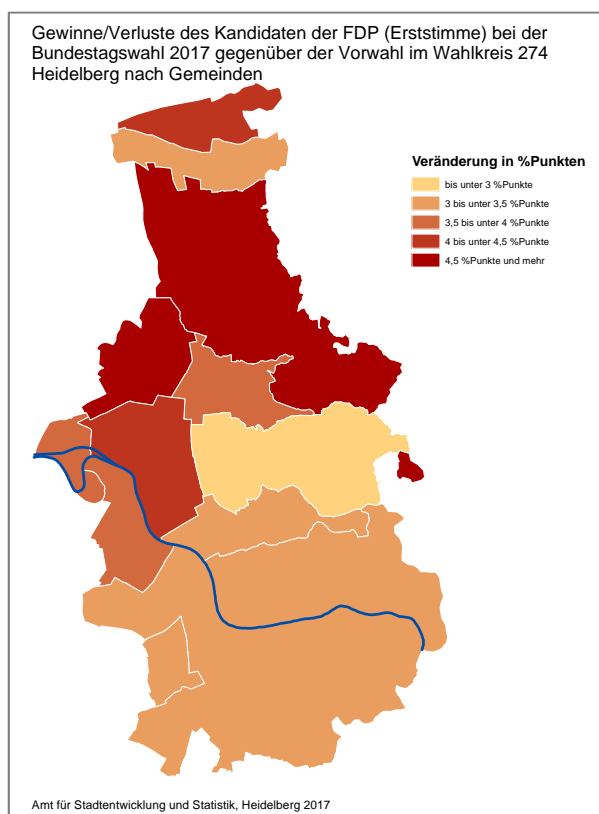 Gewinne/Verluste des Kandidaten der FDP (Erststimme) bei der
Bundestagswahl 2017 gegenüber der Vorwahl im Wahlkreis 274
Heidelberg nach Gemeinden
Veränderung in %Punkten
bis unter 3 %Punkte
3 bis unter 3,5 %Punkte
3,5 bis unter 4 %Punkte
4 bis unter 4,5 %Punkte
4,5 %Punkte und mehr
Amt für Stadtentwicklung und Statistik, Heidelberg 2017